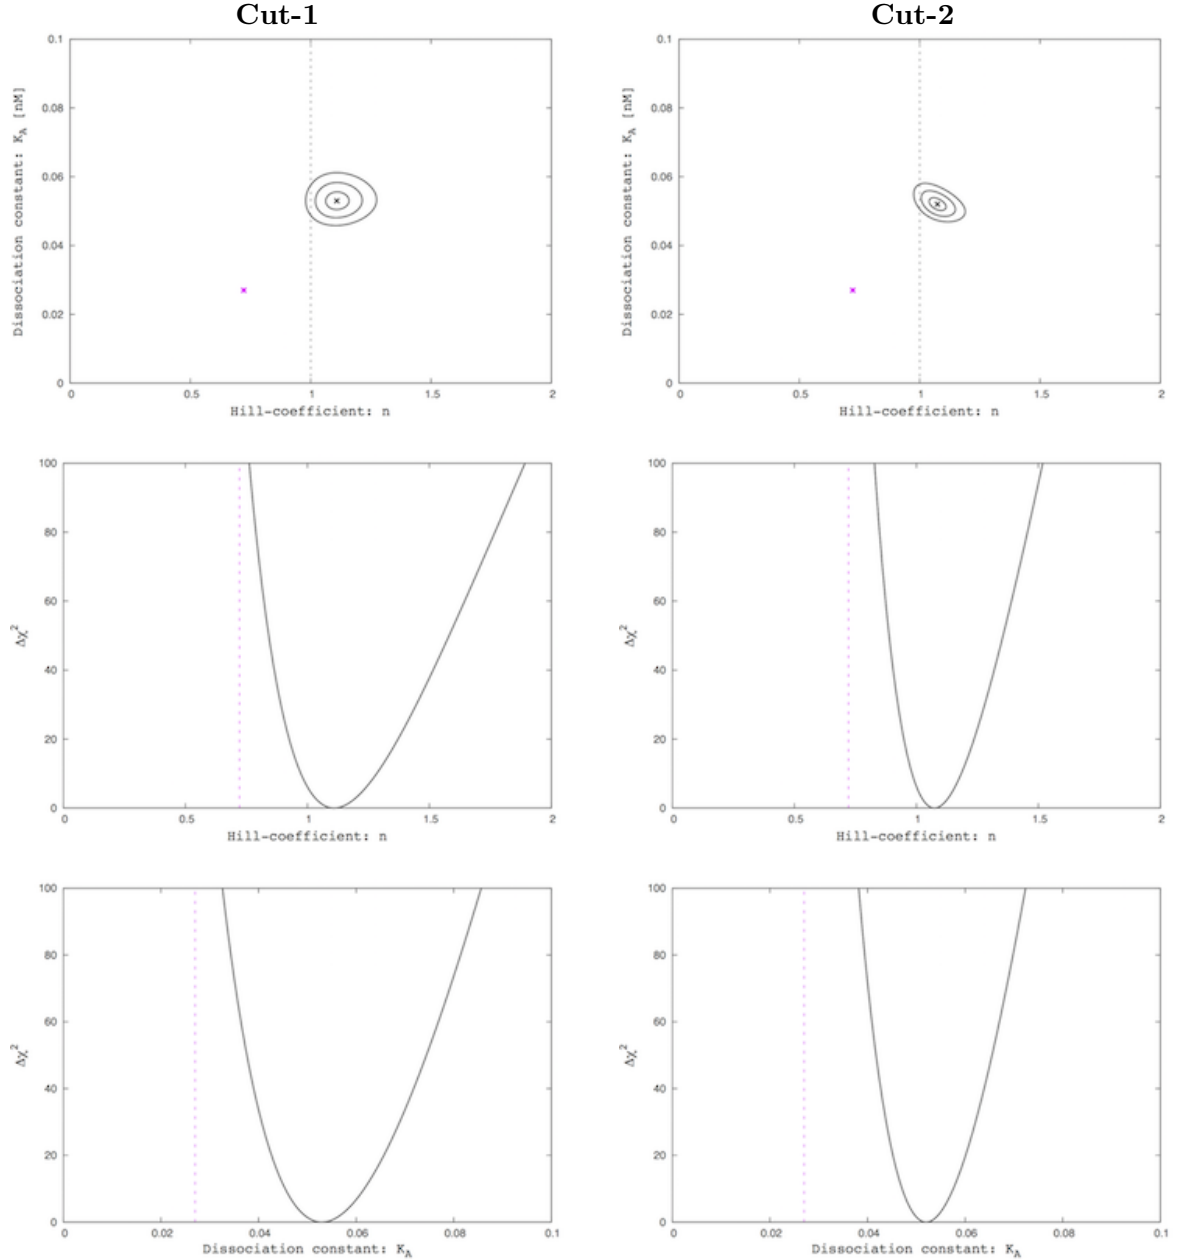 Cut-1
Cut-2
0.1
0.08
0.06
0.04
0.02
0
0 0.5 1 1.5 2
Dissociation constant: K_A [nM]
Hill-coefficient: n
0.1
0.08
0.06
0.04
0.02
0
0 0.5 1 1.5 2
Dissociation constant: K_A [nM]
Hill-coefficient: n
100
80
60
40
20
0
0 0.5 1 1.5 2
Δχ²
Hill-coefficient: n
100
80
60
40
20
0
0 0.5 1 1.5 2
Δχ²
Hill-coefficient: n
100
80
60
40
20
0
0 0.02 0.04 0.06 0.08 0.1
Δχ²
Dissociation constant: K_A
100
80
60
40
20
0
0 0.02 0.04 0.06 0.08 0.1
Δχ²
Dissociation constant: K_A